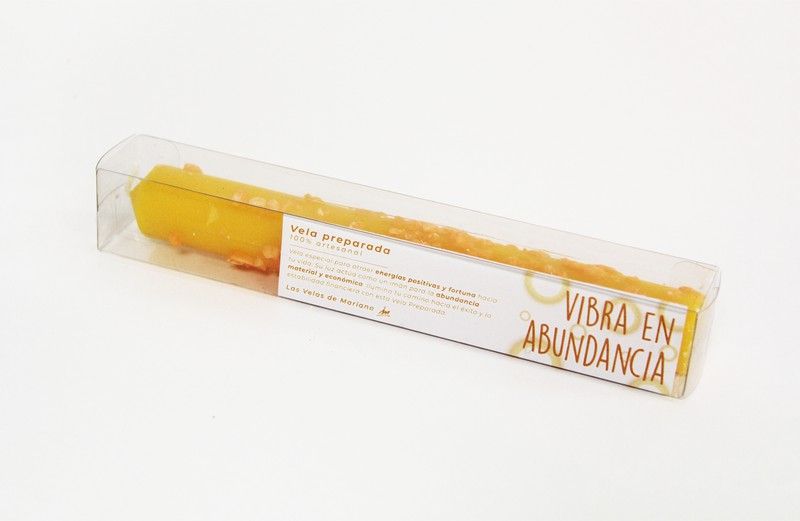 Vela preparada
100% artesanal
Vela especial para atraer energías positivas y fortuna hacia
tu vida. Su luz actúa como un imán para la abundancia
material y económica. Ilumina tu camino hacia el éxito y la
estabilidad financiera con esta Vela Preparada.
Las Velas de Mariano
VIBRA EN
ABUNDANCIA